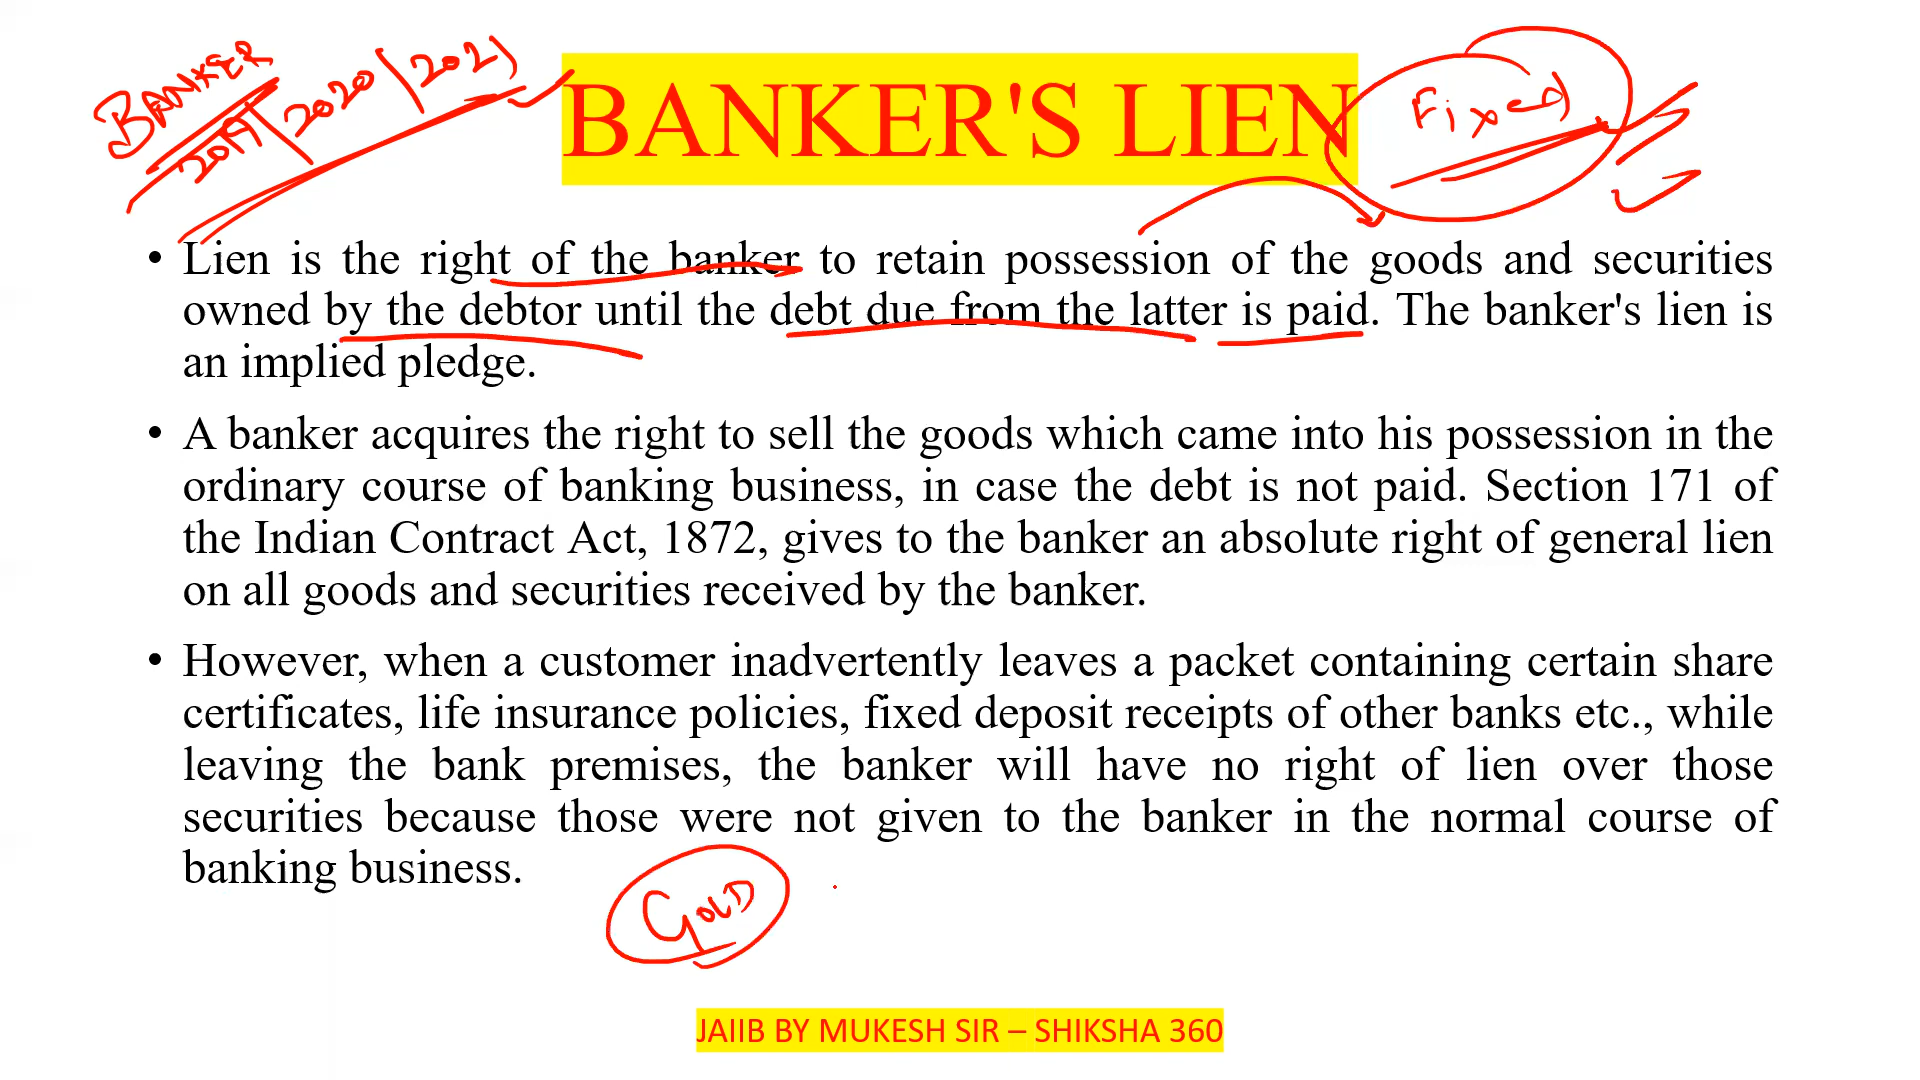 BANKER
2019/2020/2021
BANKER'S LIEN
Fixed
• Lien is the right of the banker to retain possession of the goods and securities
owned by the debtor until the debt due from the latter is paid. The banker's lien is
an implied pledge.
• A banker acquires the right to sell the goods which came into his possession in the
ordinary course of banking business, in case the debt is not paid. Section 171 of
the Indian Contract Act, 1872, gives to the banker an absolute right of general lien
on all goods and securities received by the banker.
• However, when a customer inadvertently leaves a packet containing certain share
certificates, life insurance policies, fixed deposit receipts of other banks etc., while
leaving the bank premises, the banker will have no right of lien over those
securities because those were not given to the banker in the normal course of
banking business.
GOLD
JAIIB BY MUKESH SIR – SHIKSHA 360